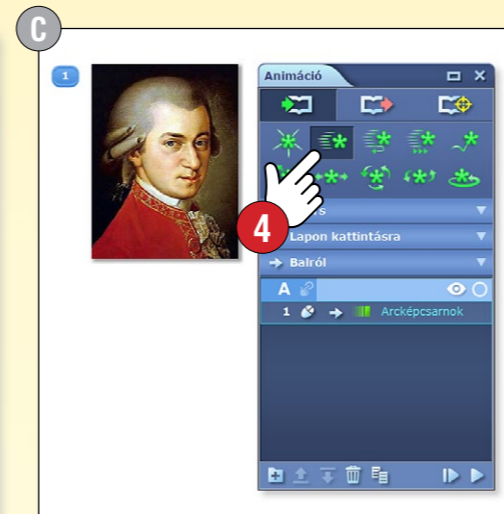 C
1
Animáció
4
Lapon kattintásra
Balról
A
1 Arcképcsarnok